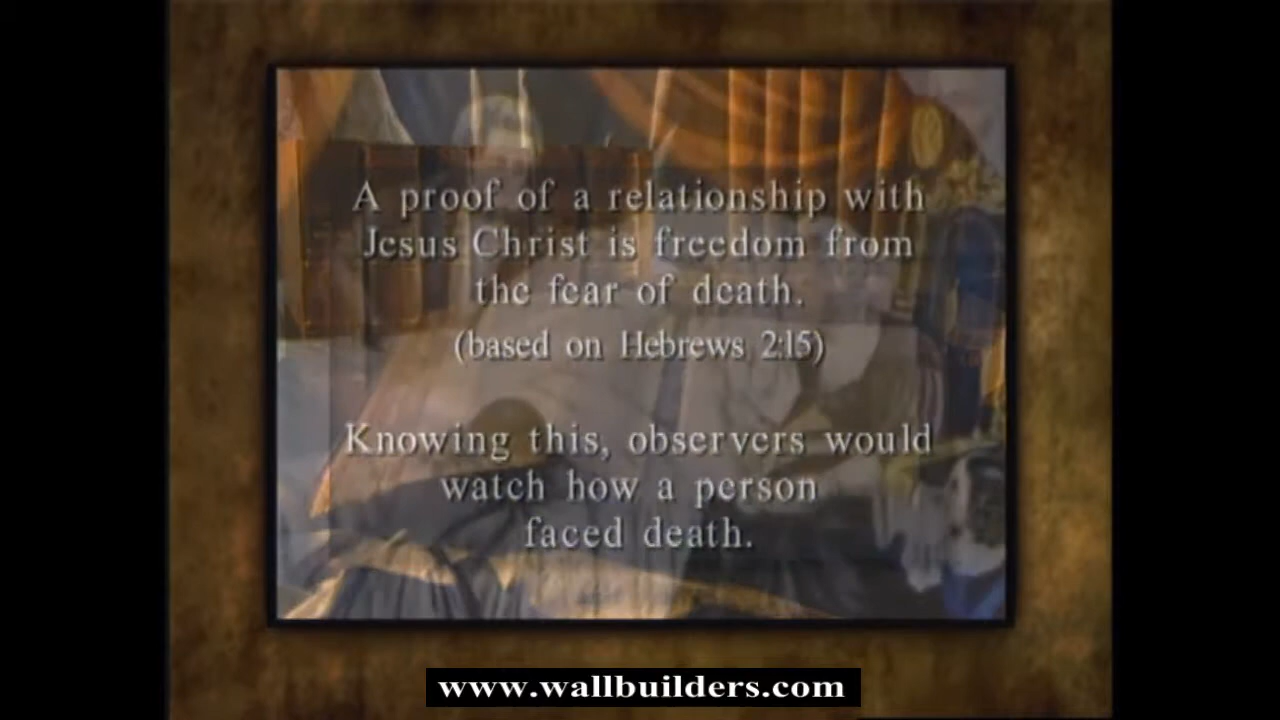 A proof of a relationship with
Jesus Christ is freedom from
the fear of death.
(based on Hebrews 2:15)
Knowing this, observers would
watch how a person
faced death.
www.wallbuilders.com